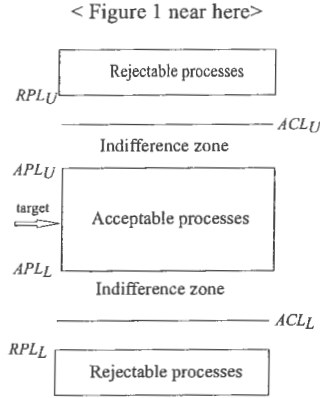 < Figure 1 near here>
Rejectable processes
RPLU
ACLU
Indifference zone
APLU
target
Acceptable processes
APLL
Indifference zone
ACLL
RPLL
Rejectable processes